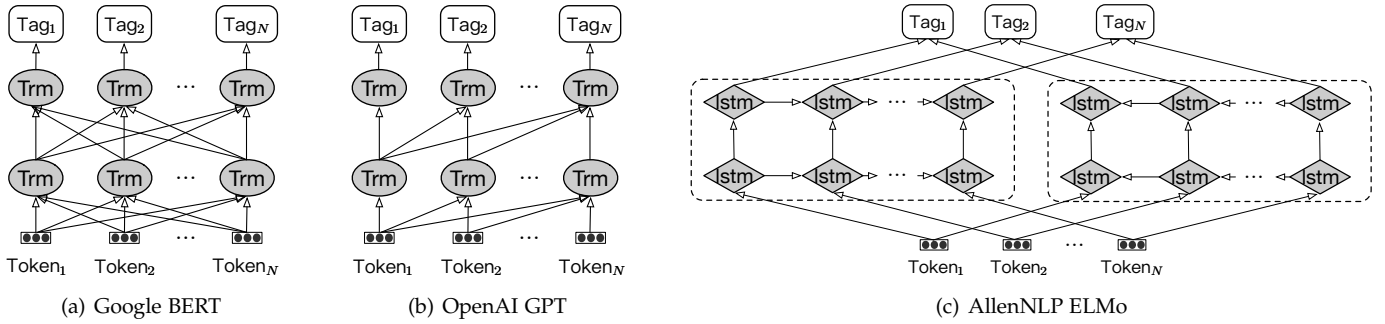 Tag₁ Tag₂ Tag_N Tag₁ Tag₂ Tag_N Tag₁ Tag₂ Tag_N
Trm Trm ... Trm Trm Trm ... Trm lstm lstm ... lstm lstm lstm ... lstm
Trm Trm ... Trm Trm Trm ... Trm lstm lstm ... lstm lstm lstm ... lstm
... ... ...
Token₁ Token₂ Token_N Token₁ Token₂ Token_N Token₁ Token₂ Token_N
(a) Google BERT (b) OpenAI GPT (c) AllenNLP ELMo